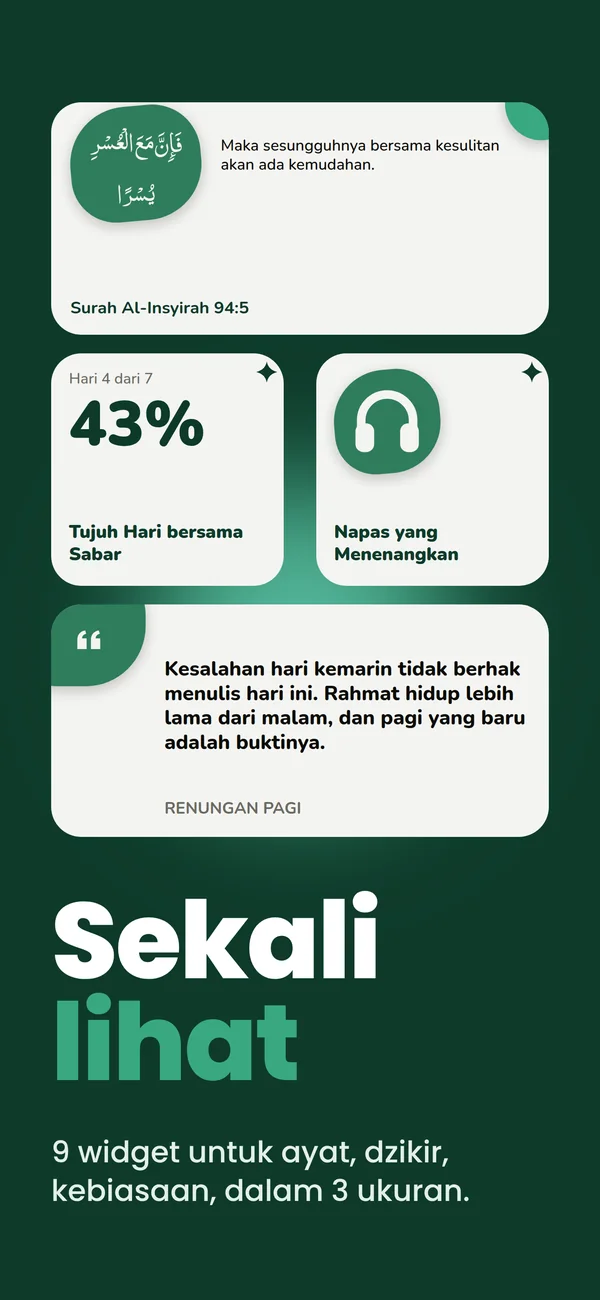 فَإِنَّ مَعَ الْعُسْرِ
يُسْرًا
Maka sesungguhnya bersama kesulitan
akan ada kemudahan.
Surah Al-Insyirah 94:5
Hari 4 dari 7
43%
Tujuh Hari bersama
Sabar
Napas yang
Menenangkan
“
Kesalahan hari kemarin tidak berhak
menulis hari ini. Rahmat hidup lebih
lama dari malam, dan pagi yang baru
adalah buktinya.
RENUNGAN PAGI
Sekali
lihat
9 widget untuk ayat, dzikir,
kebiasaan, dalam 3 ukuran.